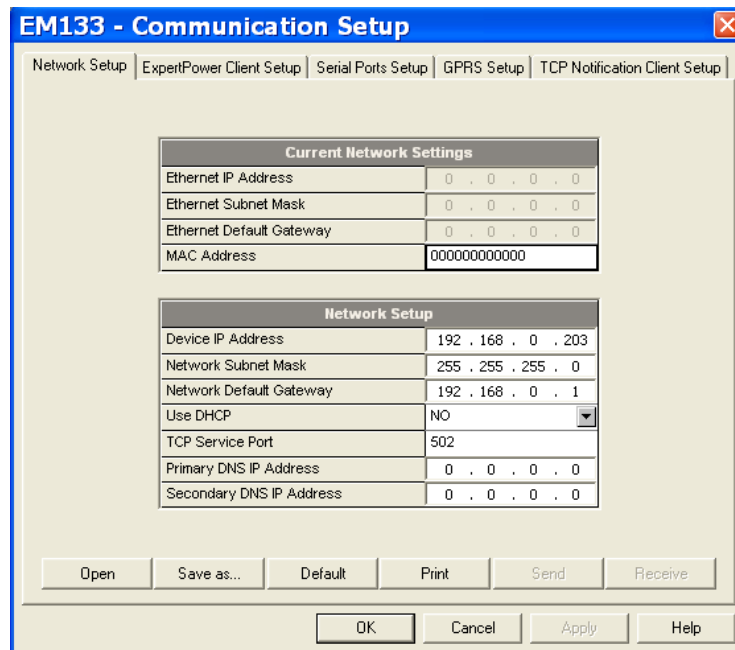 EM133 - Communication Setup
Network Setup ExpertPower Client Setup Serial Ports Setup GPRS Setup TCP Notification Client Setup
Current Network Settings
Ethernet IP Address 0 . 0 . 0 . 0
Ethernet Subnet Mask 0 . 0 . 0 . 0
Ethernet Default Gateway 0 . 0 . 0 . 0
MAC Address 000000000000
Network Setup
Device IP Address 192 . 168 . 0 . 203
Network Subnet Mask 255 . 255 . 255 . 0
Network Default Gateway 192 . 168 . 0 . 1
Use DHCP NO
TCP Service Port 502
Primary DNS IP Address 0 . 0 . 0 . 0
Secondary DNS IP Address 0 . 0 . 0 . 0
Open Save as... Default Print Send Receive
OK Cancel Apply Help